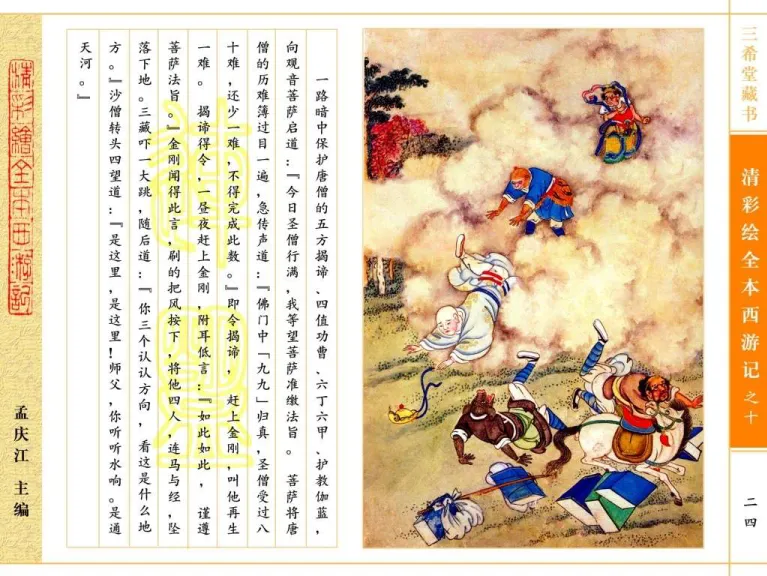 三希堂藏书
清彩绘全本西游记之十
二四
一路暗中保护唐僧的五方揭谛、四值功曹、六丁六甲、护教伽蓝，
向观音菩萨启道：『今日圣僧行满，我等望菩萨准缴法旨。 菩萨将唐
僧的历难簿过目一遍，急传声道：『佛门中「九九」归真，圣僧受过八
十难，还少一难，不得完成此数。』即令揭谛， 赶上金刚，叫他再生
一难。 揭谛得令，一昼夜赶上金刚，附耳低言：『如此如此， 谨遵
菩萨法旨。』金刚闻得此言，刷的把风按下，将他四人，连马与经，坠
落下地。三藏吓一大跳，随后道：『你三个认认方向， 看这是什么地
方。』沙僧转头四望道：『是这里，是这里！师父，你听听水响。是通
天河。』
清彩繪全本西游記
孟庆江 主编